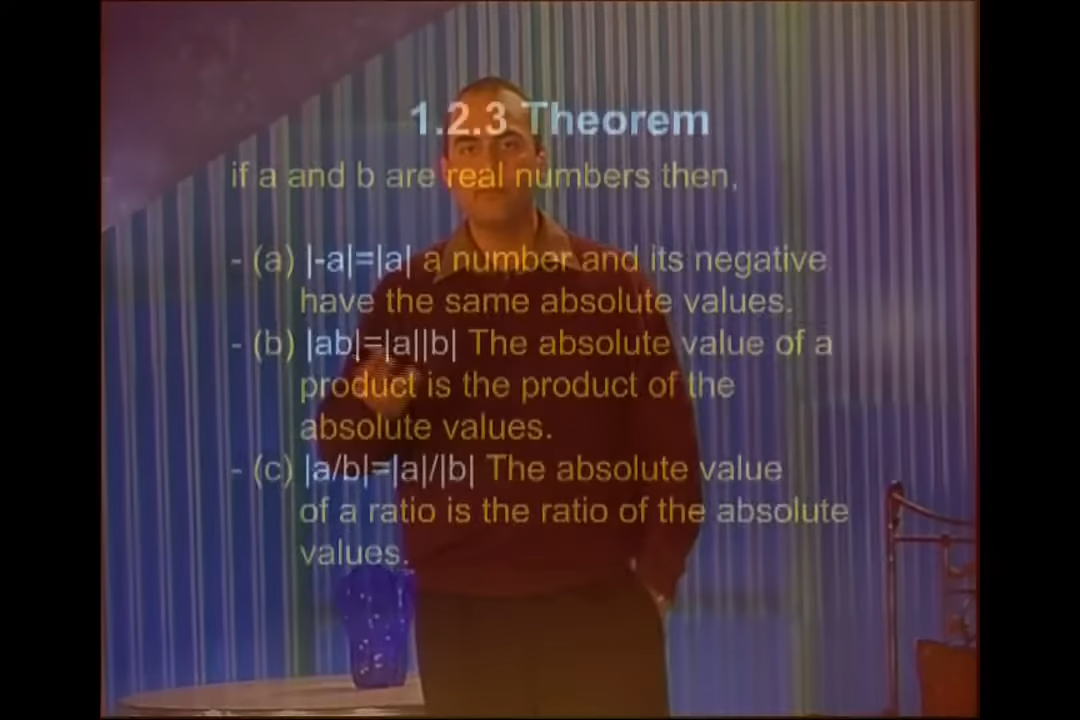 1.2.3 Theorem
if a and b are real numbers then,
- (a) |-a|=|a| a number and its negative
have the same absolute values.
- (b) |ab|=|a||b| The absolute value of a
product is the product of the
absolute values.
- (c) |a/b|=|a|/|b| The absolute value
of a ratio is the ratio of the absolute
values.